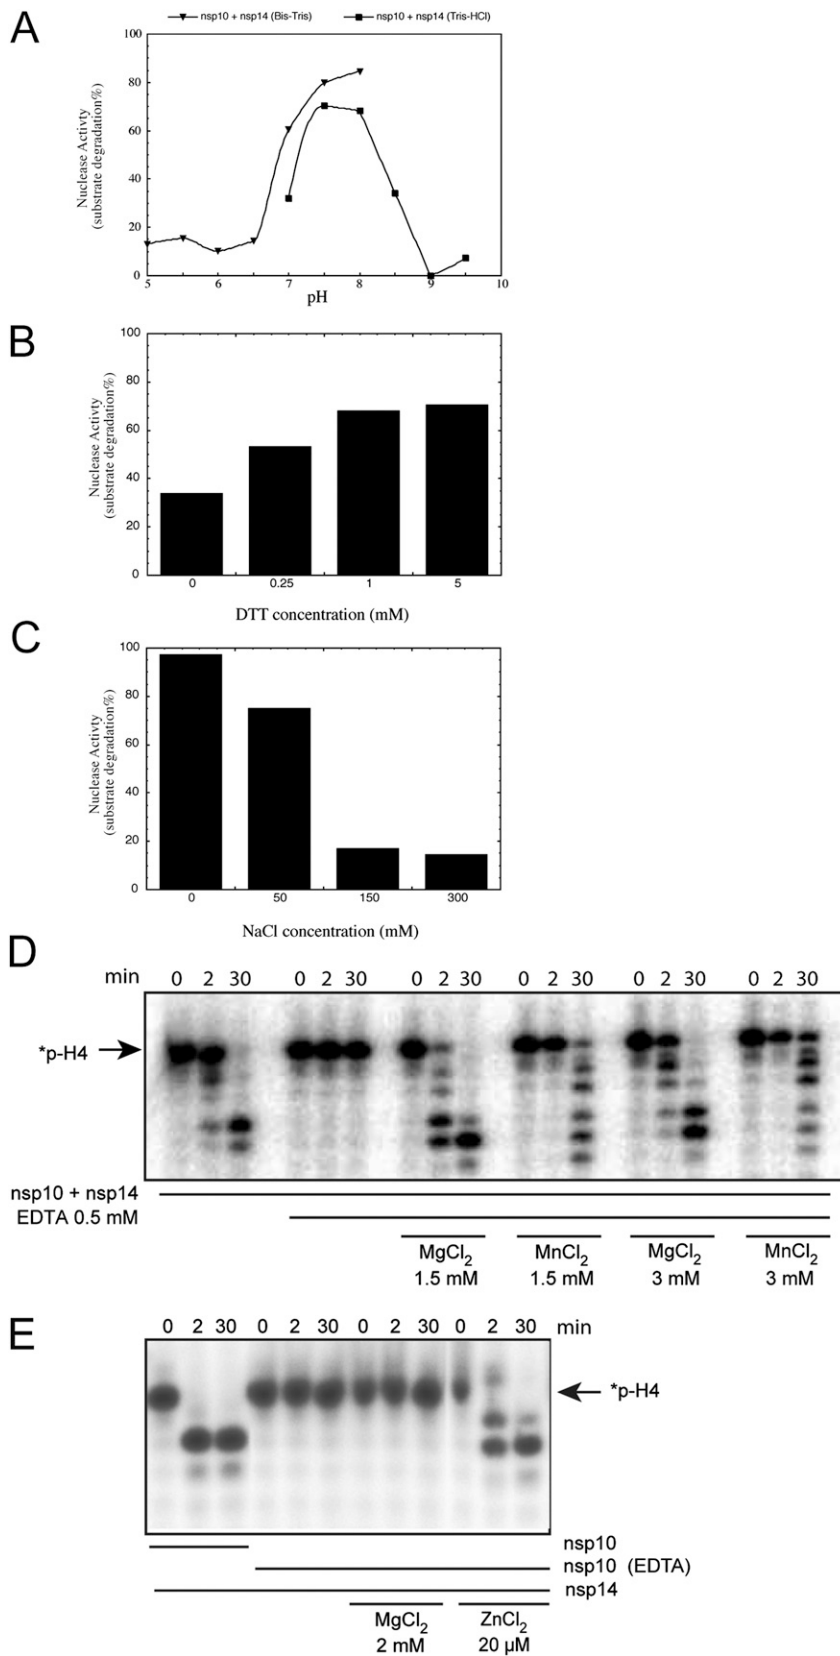 A
nsp10 + nsp14 (Bis-Tris)
nsp10 + nsp14 (Tris-HCl)
Nuclease Activty
(substrate degradation%)
100
80
60
40
20
0
5 6 7 8 9 10
pH
B
Nuclease Activty
(substrate degradation%)
100
80
60
40
20
0
0 0.25 1 5
DTT concentration (mM)
C
Nuclease Activty
(substrate degradation%)
100
80
60
40
20
0
0 50 150 300
NaCl concentration (mM)
D
min 0 2 30 0 2 30 0 2 30 0 2 30 0 2 30 0 2 30
*p-H4
nsp10 + nsp14
EDTA 0.5 mM
MgCl2 MnCl2 MgCl2 MnCl2
1.5 mM 1.5 mM 3 mM 3 mM
E
0 2 30 0 2 30 0 2 30 0 2 30 min
*p-H4
nsp10
nsp10 (EDTA)
nsp14
MgCl2 ZnCl2
2 mM 20 µM